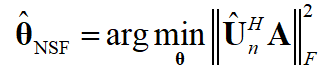 θ̂_NSF = arg min_θ ‖Û_n^H A‖_F^2